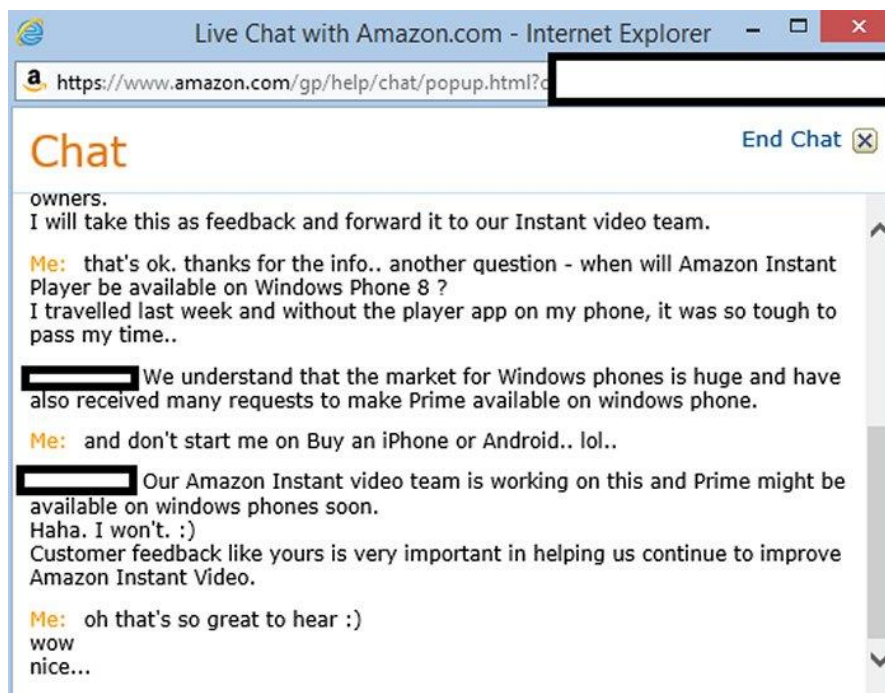 Live Chat with Amazon.com - Internet Explorer
https://www.amazon.com/gp/help/chat/popup.html?
Chat
End Chat
owners.
I will take this as feedback and forward it to our Instant video team.
Me: that's ok. thanks for the info.. another question - when will Amazon Instant
Player be available on Windows Phone 8 ?
I travelled last week and without the player app on my phone, it was so tough to
pass my time..
We understand that the market for Windows phones is huge and have
also received many requests to make Prime available on windows phone.
Me: and don't start me on Buy an iPhone or Android.. lol..
Our Amazon Instant video team is working on this and Prime might be
available on windows phones soon.
Haha. I won't. :)
Customer feedback like yours is very important in helping us continue to improve
Amazon Instant Video.
Me: oh that's so great to hear :)
wow
nice...